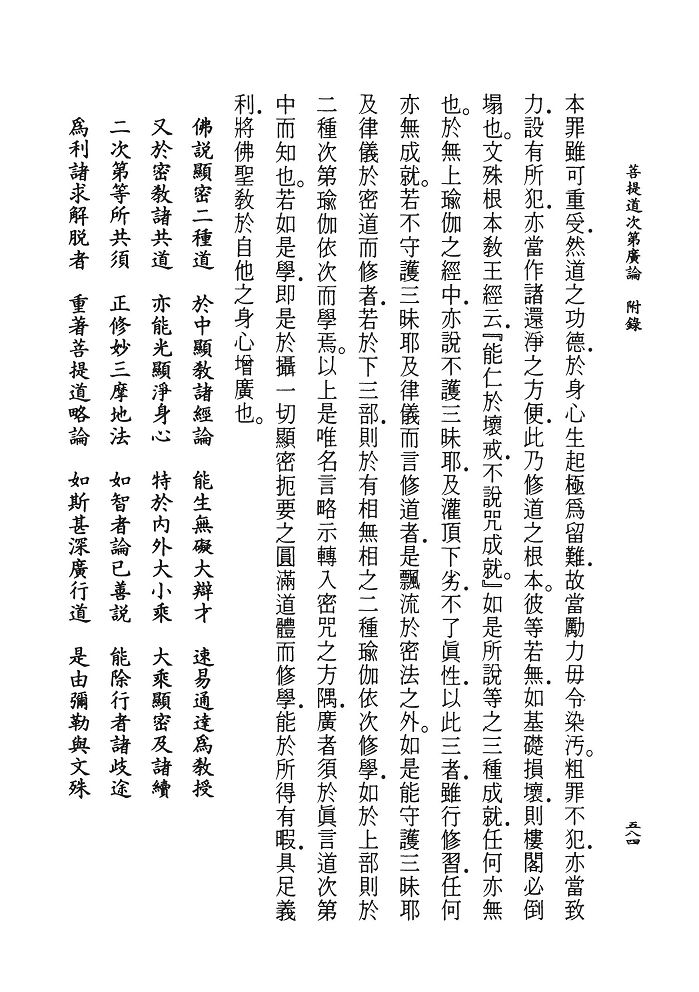 菩提道次第廣論　附錄
五八四
本罪雖可重受．然道之功德．於身心生起極爲留難．故當勵力毋令染汚。粗罪不犯．亦當致
力．設有所犯．亦當作諸還淨之方便．此乃修道之根本。彼等若無．如基礎損壞．則樓閣必倒
塌也。文殊根本教王經云．『能仁於壞戒．不說咒成就。』如是所說等之三種成就．任何亦無
也。於無上瑜伽之經中．亦說不護三昧耶．及灌頂下劣．不了眞性．以此三者．雖行修習．任何
亦無成就。若不守護三昧耶及律儀而言修道者．是飄流於密法之外。如是能守護三昧耶
及律儀於密道而修者．若於下三部．則於有相無相之二種瑜伽依次修學．如於上部則於
二種次第瑜伽依次而學焉。以上是唯名言略示轉入密咒之方隅．廣者須於眞言道次第
中而知也。若如是學．即是於攝一切顯密扼要之圓滿道體而修學．能於所得有暇．具足義
利．將佛聖教於自他之身心增廣也。
佛説顯密二種道　於中顯教諸經論　能生無礙大辯才　速易通達爲教授
又於密教諸共道　亦能光顯淨身心　特於內外大小乘　大乘顯密及諸續
二次第等所共須　正修妙三摩地法　如智者論已善説　能除行者諸歧途
爲利諸求解脱者　重著菩提道略論　如斯甚深廣行道　是由彌勒與文殊